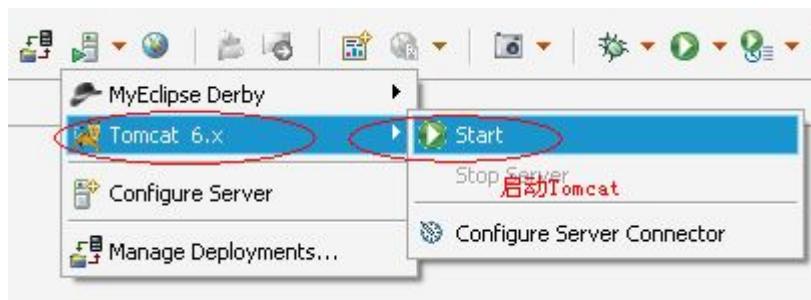 MyEclipse Derby
Tomcat 6.x
Start
Stop Server
启动Tomcat
Configure Server
Configure Server Connector
Manage Deployments...